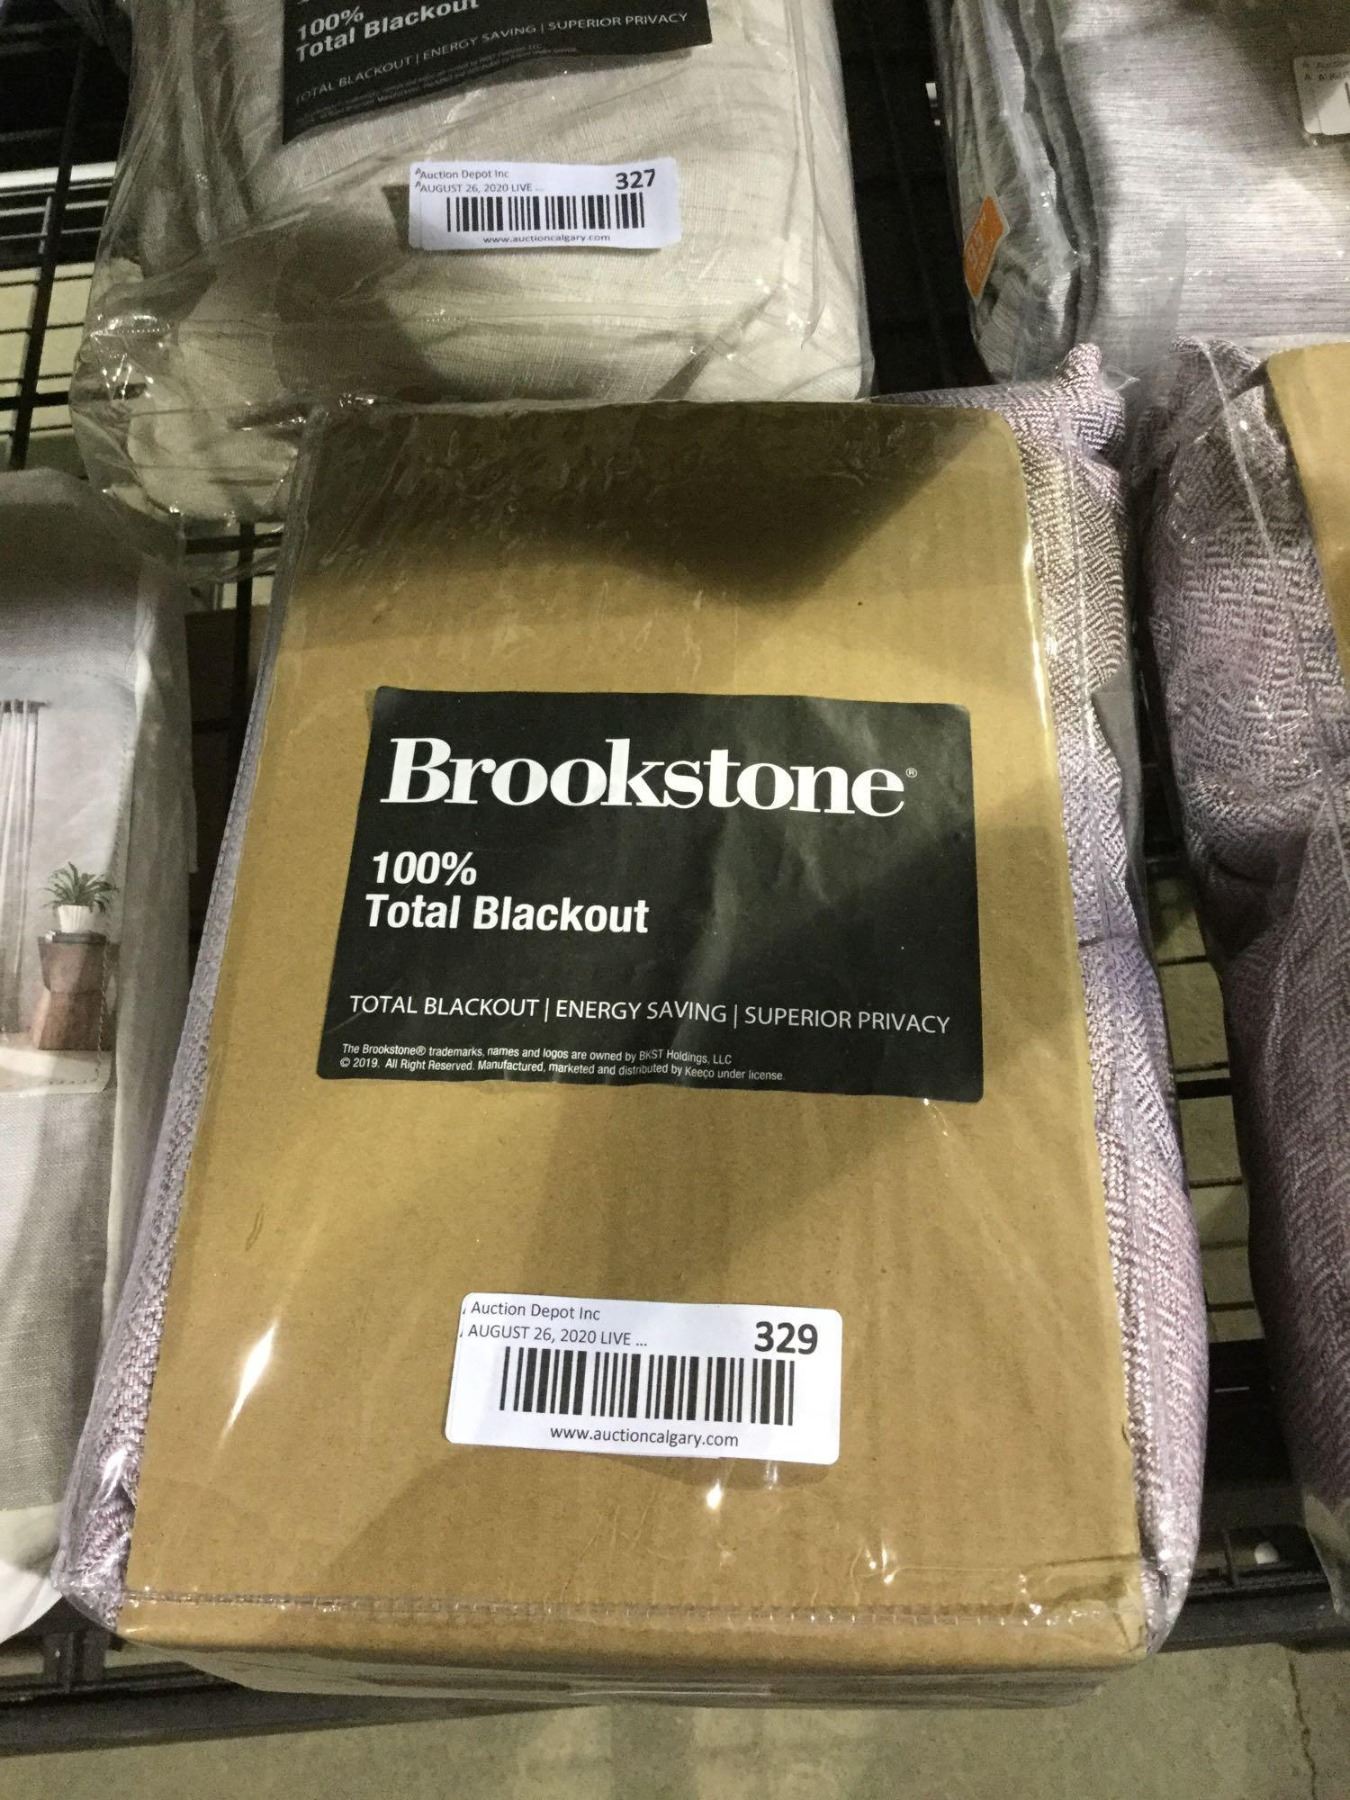 100%
Total Blackout
TOTAL BLACKOUT | ENERGY SAVING | SUPERIOR PRIVACY
Auction Depot Inc
AUGUST 26, 2020 LIVE ...
327
www.auctioncalgary.com
Brookstone®
100%
Total Blackout
TOTAL BLACKOUT | ENERGY SAVING | SUPERIOR PRIVACY
The Brookstone® trademarks, names and logos are owned by BKST Holdings, LLC
© 2019. All Right Reserved. Manufactured, marketed and distributed by Keeco under license.
Auction Depot Inc
AUGUST 26, 2020 LIVE ...
329
www.auctioncalgary.com